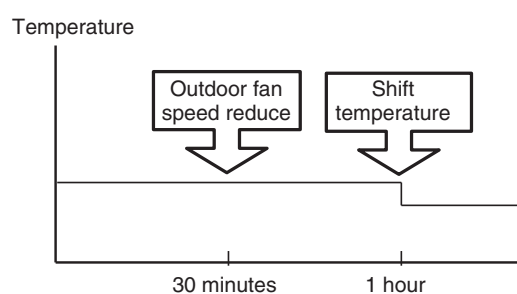 Temperature
Outdoor fan
speed reduce
Shift
temperature
30 minutes
1 hour